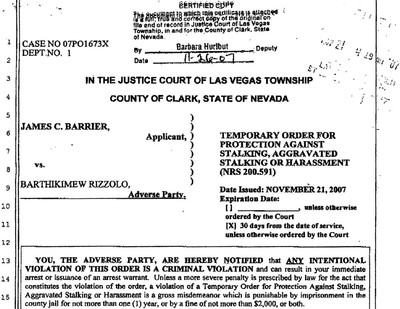 CERTIFIED COPY
The document to which this certificate is attached
is a full, true and correct copy of the original on
file and of record in Justice Court of Las Vegas
Township, in and for the County of Clark, State
of Nevada.
By Barbara Hurlbut Deputy
Date 11-26-07
1 CASE NO 07PO1673X
2 DEPT.NO. 1
3 IN THE JUSTICE COURT OF LAS VEGAS TOWNSHIP
4 COUNTY OF CLARK, STATE OF NEVADA
5 JAMES C. BARRIER, )
6 Applicant, ) TEMPORARY ORDER FOR
7 ) PROTECTION AGAINST
) STALKING, AGGRAVATED
8 vs. ) STALKING OR HARASSMENT
) (NRS 200.591)
9 BARTHIKIMEW RIZZOLO, )
) Date Issued: NOVEMBER 21, 2007
10 Adverse Party. ) Expiration Date:
[ ] , unless otherwise
11 ordered by the Court
[X] 30 days from the date of service,
12 unless otherwise ordered by the Court
13 YOU, THE ADVERSE PARTY, ARE HEREBY NOTIFIED that ANY INTENTIONAL
VIOLATION OF THIS ORDER IS A CRIMINAL VIOLATION and can result in your immediate
14 arrest or issuance of an arrest warrant. Unless a more severe penalty is prescribed by law for the act that
constitutes the violation of the order, a violation of a Temporary Order for Protection Against Stalking,
15 Aggravated Stalking or Harassment is a gross misdemeanor which is punishable by imprisonment in the
county jail for not more than one (1) year, or by a fine of not more than $2,000, or both.